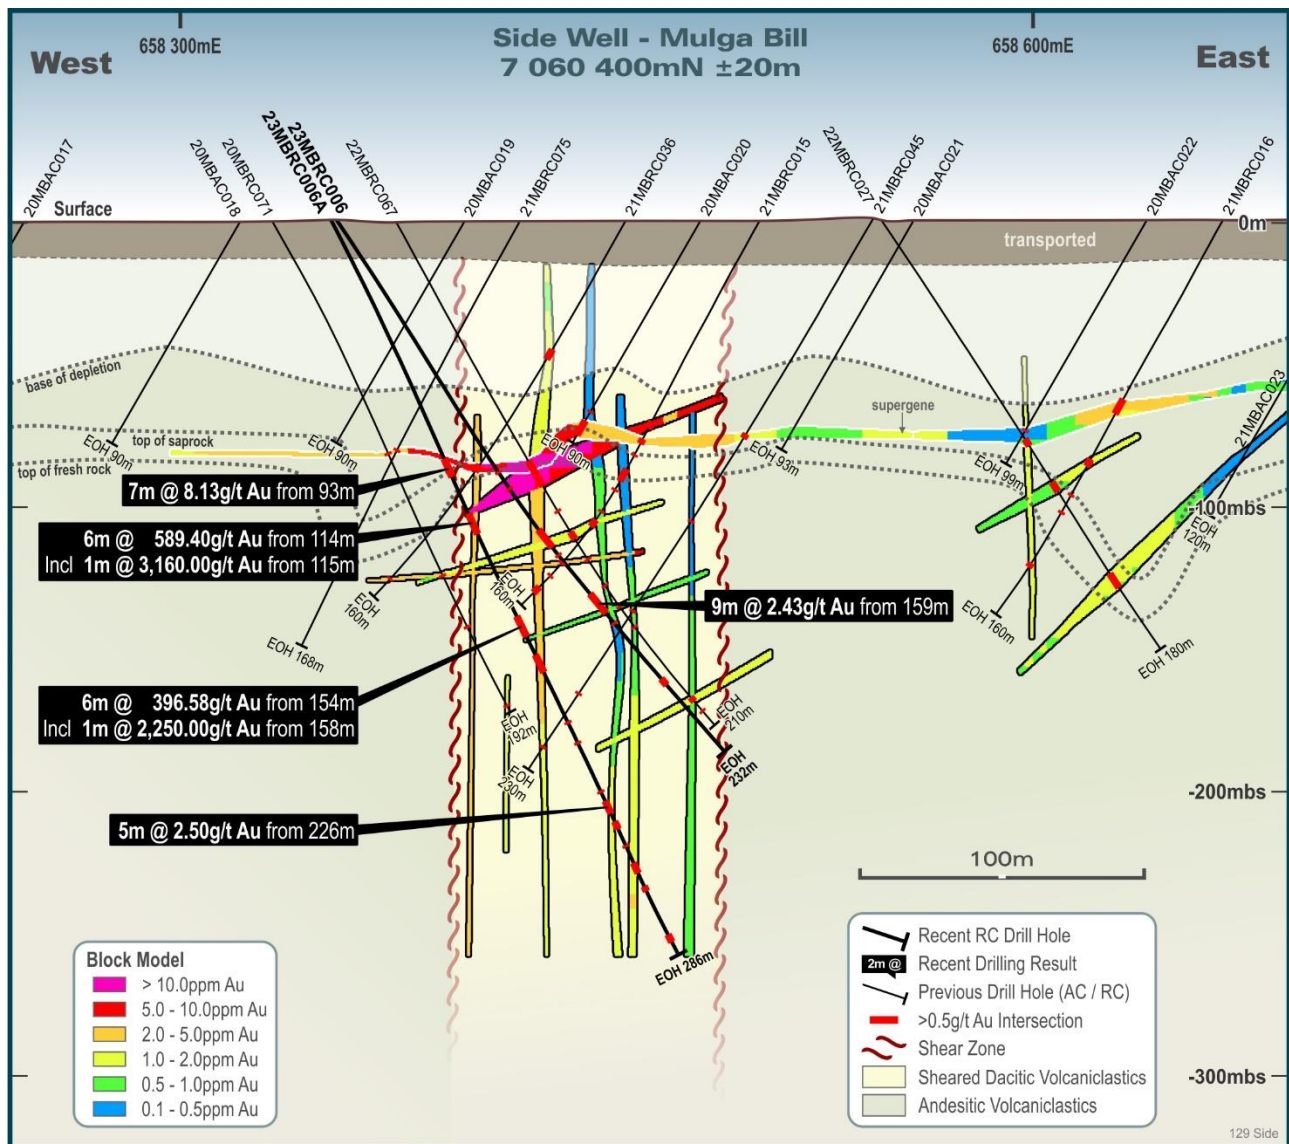 658 300mE
Side Well - Mulga Bill
658 600mE
West
7 060 400mN ±20m
East
20MBAC017
20MBAC018
20MBRC071
23MBRC006A
23MBRC006
22MBRC067
20MBAC019
21MBRC075
21MBRC036
20MBAC020
21MBRC015
22MBRC027
21MBRC045
20MBAC021
20MBAC022
21MBRC016
Surface
0m
transported
base of depletion
supergene
21MBAC023
top of saprock
EOH 90m
EOH 90m
EOH 90m
EOH 93m
EOH 99m
top of fresh rock
7m @ 8.13g/t Au from 93m
-100mbs
6m @ 589.40g/t Au from 114m
Incl 1m @ 3,160.00g/t Au from 115m
EOH
120m
EOH
160m
EOH
160m
9m @ 2.43g/t Au from 159m
EOH 160m
EOH 168m
EOH 180m
6m @ 396.58g/t Au from 154m
Incl 1m @ 2,250.00g/t Au from 158m
EOH
192m
EOH
210m
EOH
230m
EOH
232m
-200mbs
5m @ 2.50g/t Au from 226m
100m
EOH 286m
Block Model
> 10.0ppm Au
5.0 - 10.0ppm Au
2.0 - 5.0ppm Au
1.0 - 2.0ppm Au
0.5 - 1.0ppm Au
0.1 - 0.5ppm Au
Recent RC Drill Hole
2m @
Recent Drilling Result
Previous Drill Hole (AC / RC)
>0.5g/t Au Intersection
Shear Zone
Sheared Dacitic Volcaniclastics
Andesitic Volcaniclastics
-300mbs
129 Side